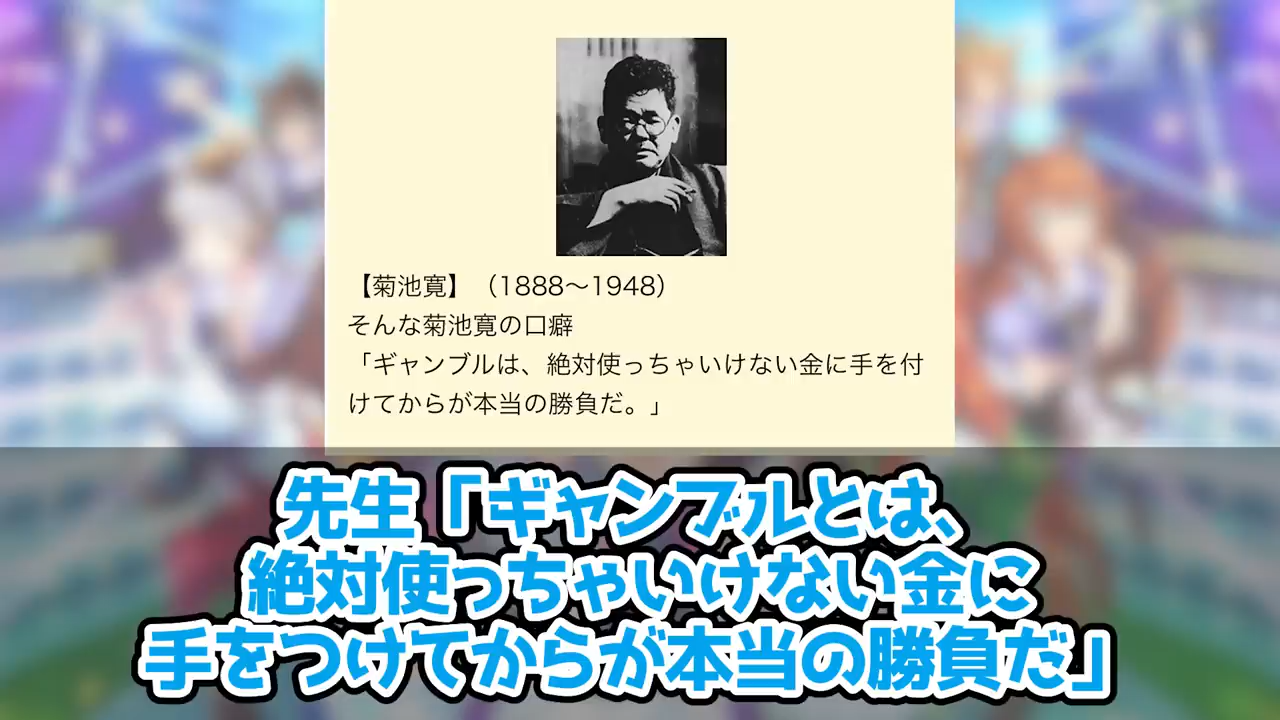 【菊池寛】（1888〜1948）
そんな菊池寛の口癖
「ギャンブルは、絶対使っちゃいけない金に手を付
けてからが本当の勝負だ。」
先生「ギャンブルとは、
絶対使っちゃいけない金に
手をつけてからが本当の勝負だ」